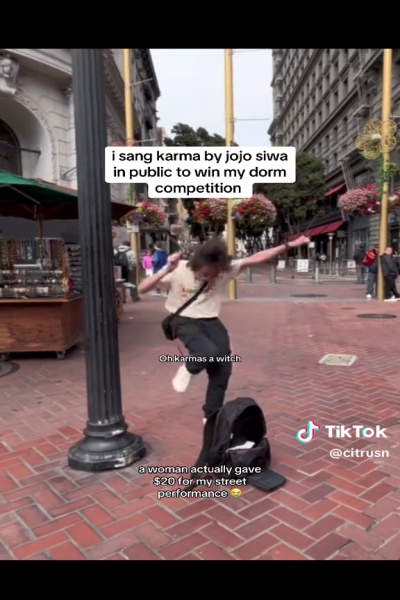 i sang karma by jojo siwa
in public to win my dorm
competition
Oh karmas a witch
TikTok
@citrusn
a woman actually gave
$20 for my street
performance 😭